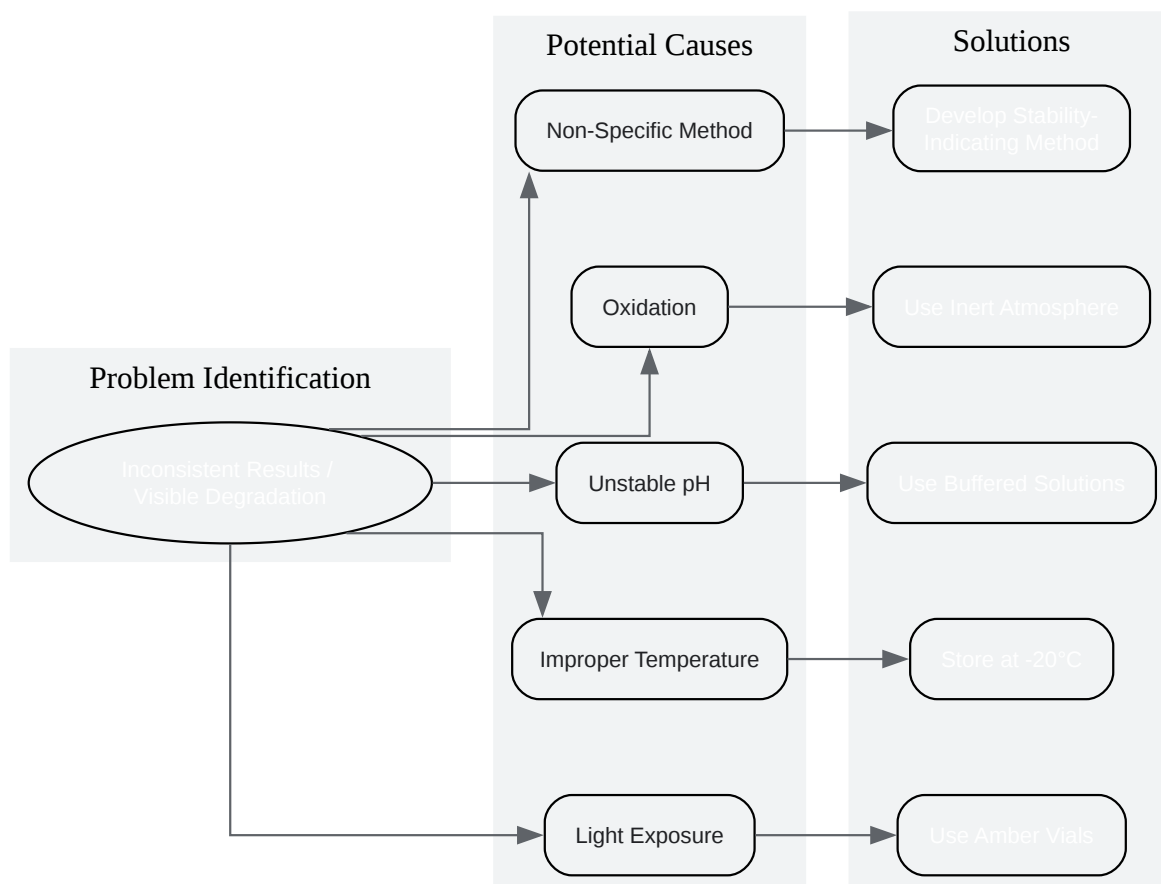 Potential Causes
Solutions
Non-Specific Method
Develop Stability-
Indicating Method
Oxidation
Use Inert Atmosphere
Problem Identification
Inconsistent Results /
Visible Degradation
Unstable pH
Use Buffered Solutions
Improper Temperature
Store at -20°C
Light Exposure
Use Amber Vials